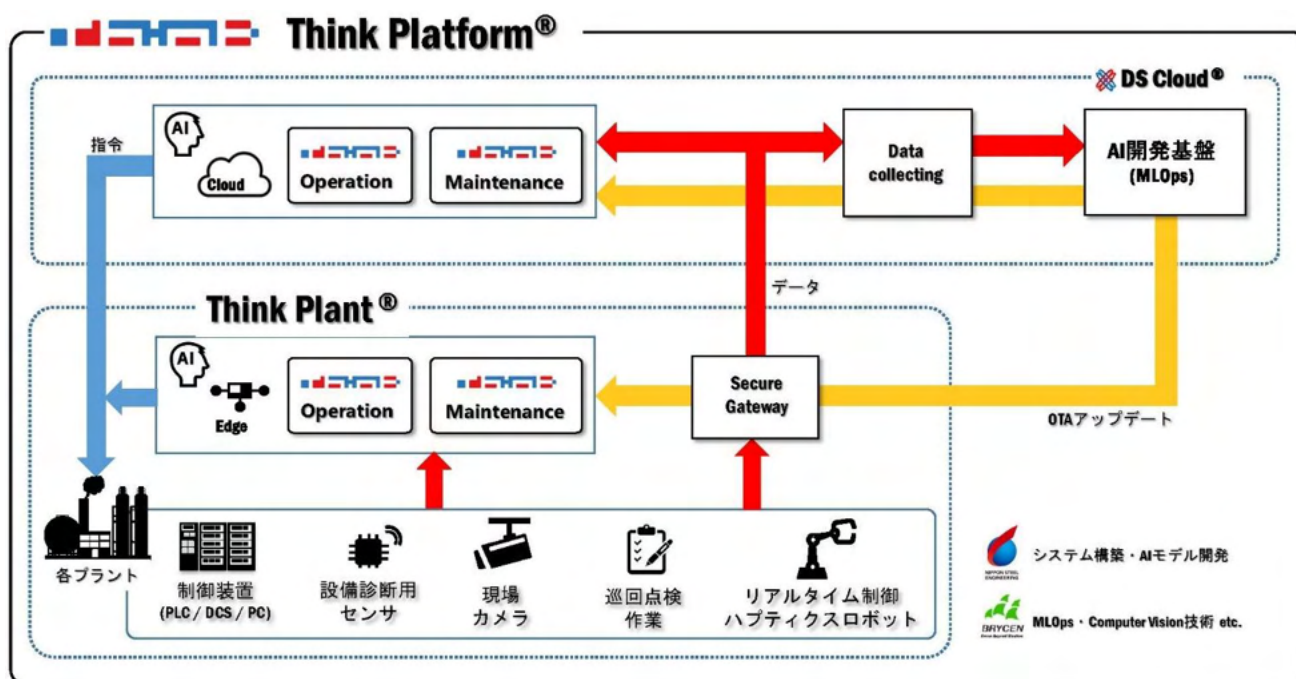 Think Platform®
DS Cloud®
指令
AI
Cloud
Operation
Maintenance
Data
collecting
AI開発基盤
(MLOps)
データ
Think Plant®
AI
Edge
Operation
Maintenance
Secure
Gateway
OTAアップデート
各プラント
制御装置
(PLC / DCS / PC)
設備診断用
センサ
現場
カメラ
巡回点検
作業
リアルタイム制御
ハプティクスロボット
NIPPON STEEL
ENGINEERING
システム構築・AIモデル開発
BRYCEN
MLOps・Computer Vision技術 etc.